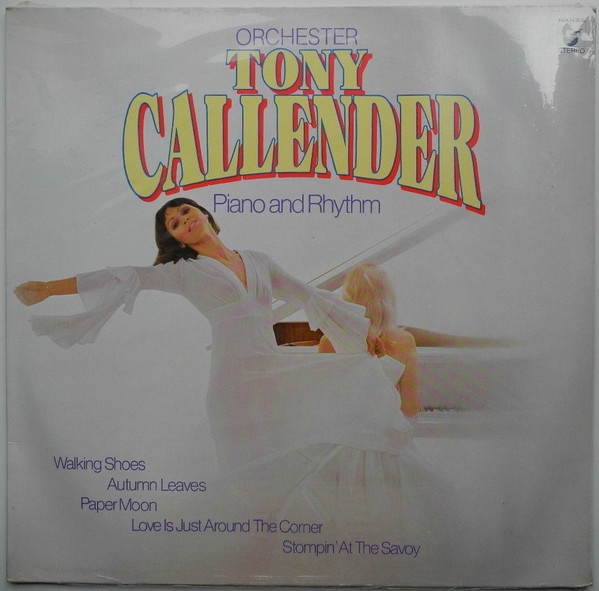 ORCHESTER
TONY
CALLENDER
Piano and Rhythm
STEREO
Walking Shoes
Autumn Leaves
Paper Moon
Love Is Just Around The Corner
Stompin' At The Savoy